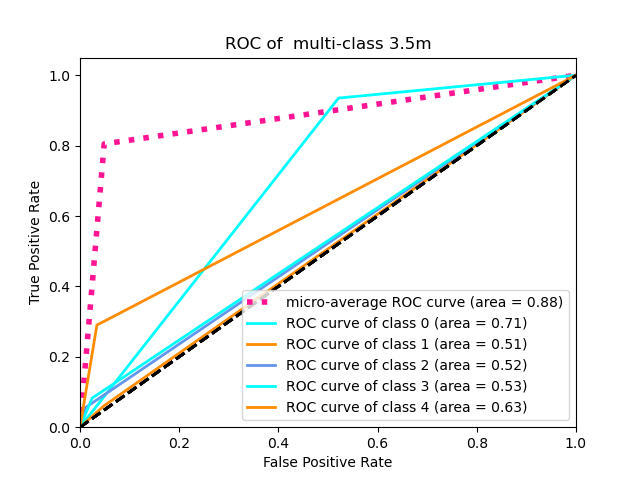 ROC of  multi-class 3.5m
True Positive Rate
1.0
0.8
0.6
0.4
0.2
0.0
micro-average ROC curve (area = 0.88)
ROC curve of class 0 (area = 0.71)
ROC curve of class 1 (area = 0.51)
ROC curve of class 2 (area = 0.52)
ROC curve of class 3 (area = 0.53)
ROC curve of class 4 (area = 0.63)
0.0 0.2 0.4 0.6 0.8 1.0
False Positive Rate